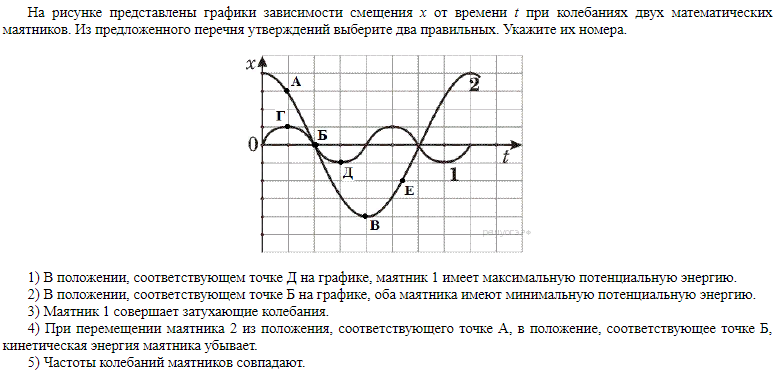 На рисунке представлены графики зависимости смещения x от времени t при колебаниях двух математических
маятников. Из предложенного перечня утверждений выберите два правильных. Укажите их номера.
x
А
2
Г
Б
0
t
Д
1
Е
В
1) В положении, соответствующем точке Д на графике, маятник 1 имеет максимальную потенциальную энергию.
2) В положении, соответствующем точке Б на графике, оба маятника имеют минимальную потенциальную энергию.
3) Маятник 1 совершает затухающие колебания.
4) При перемещении маятника 2 из положения, соответствующего точке А, в положение, соответствующее точке Б,
кинетическая энергия маятника убывает.
5) Частоты колебаний маятников совпадают.